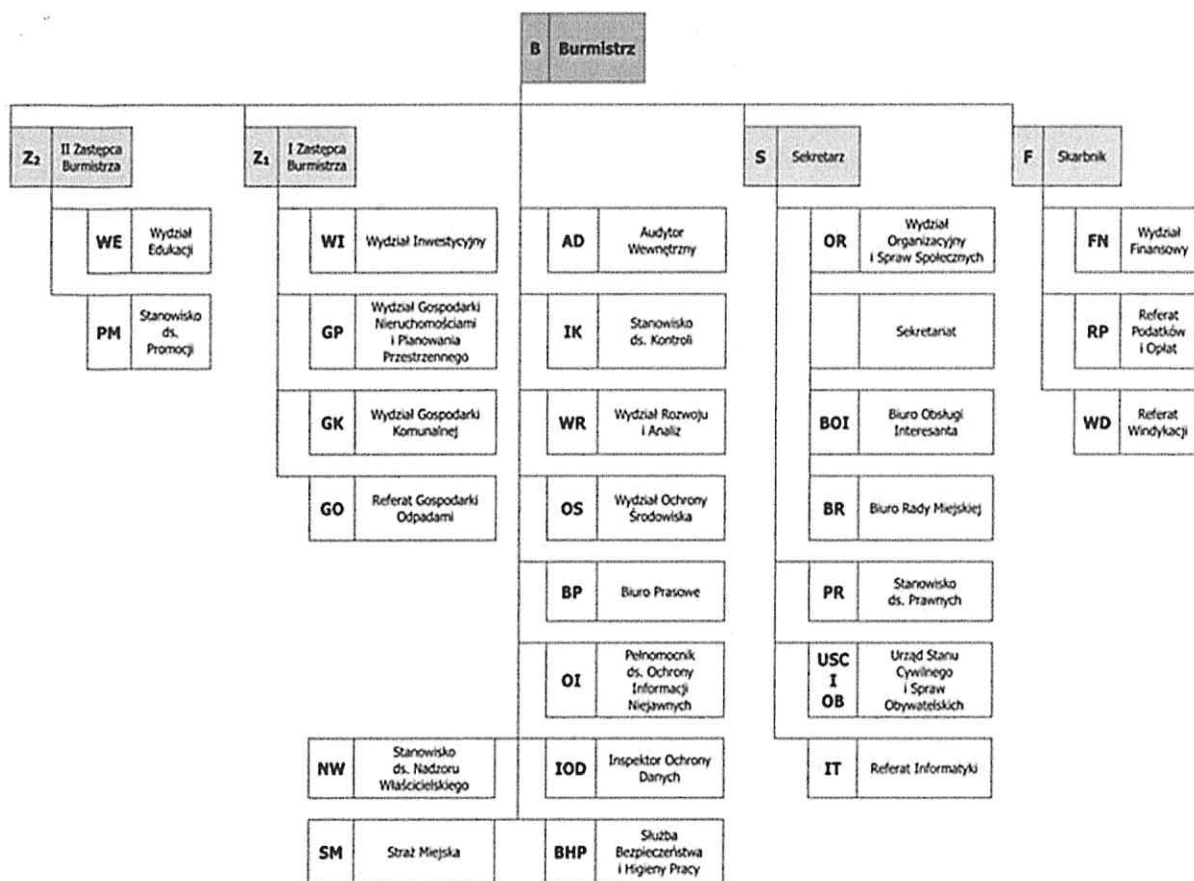 B Burmistrz
Z₂ II Zastępca
Burmistrza
Z₁ I Zastępca
Burmistrza
S Sekretarz
F Skarbnik
WE Wydział
Edukacji
PM Stanowisko
ds.
Promocji
WI Wydział Inwestycyjny
GP Wydział Gospodarki
Nieruchomościami
i Planowania
Przestrzennego
GK Wydział Gospodarki
Komunalnej
GO Referat Gospodarki
Odpadami
AD Audytor
Wewnętrzny
IK Stanowisko
ds. Kontroli
WR Wydział Rozwoju
i Analiz
OS Wydział Ochrony
Środowiska
BP Biuro Prasowe
OI Pełnomocnik
ds. Ochrony
Informacji
Niejawnych
NW Stanowisko
ds. Nadzoru
Właścicielskiego
IOD Inspektor Ochrony
Danych
SM Straż Miejska
BHP Służba
Bezpieczeństwa
i Higieny Pracy
OR Wydział
Organizacyjny
i Spraw Społecznych
Sekretariat
BOI Biuro Obsługi
Interesanta
BR Biuro Rady Miejskiej
PR Stanowisko
ds. Prawnych
USC
I
OB
Urząd Stanu
Cywilnego
i Spraw
Obywatelskich
IT Referat Informatyki
FN Wydział
Finansowy
RP Referat
Podatków
i Opłat
WD Referat
Windykacji